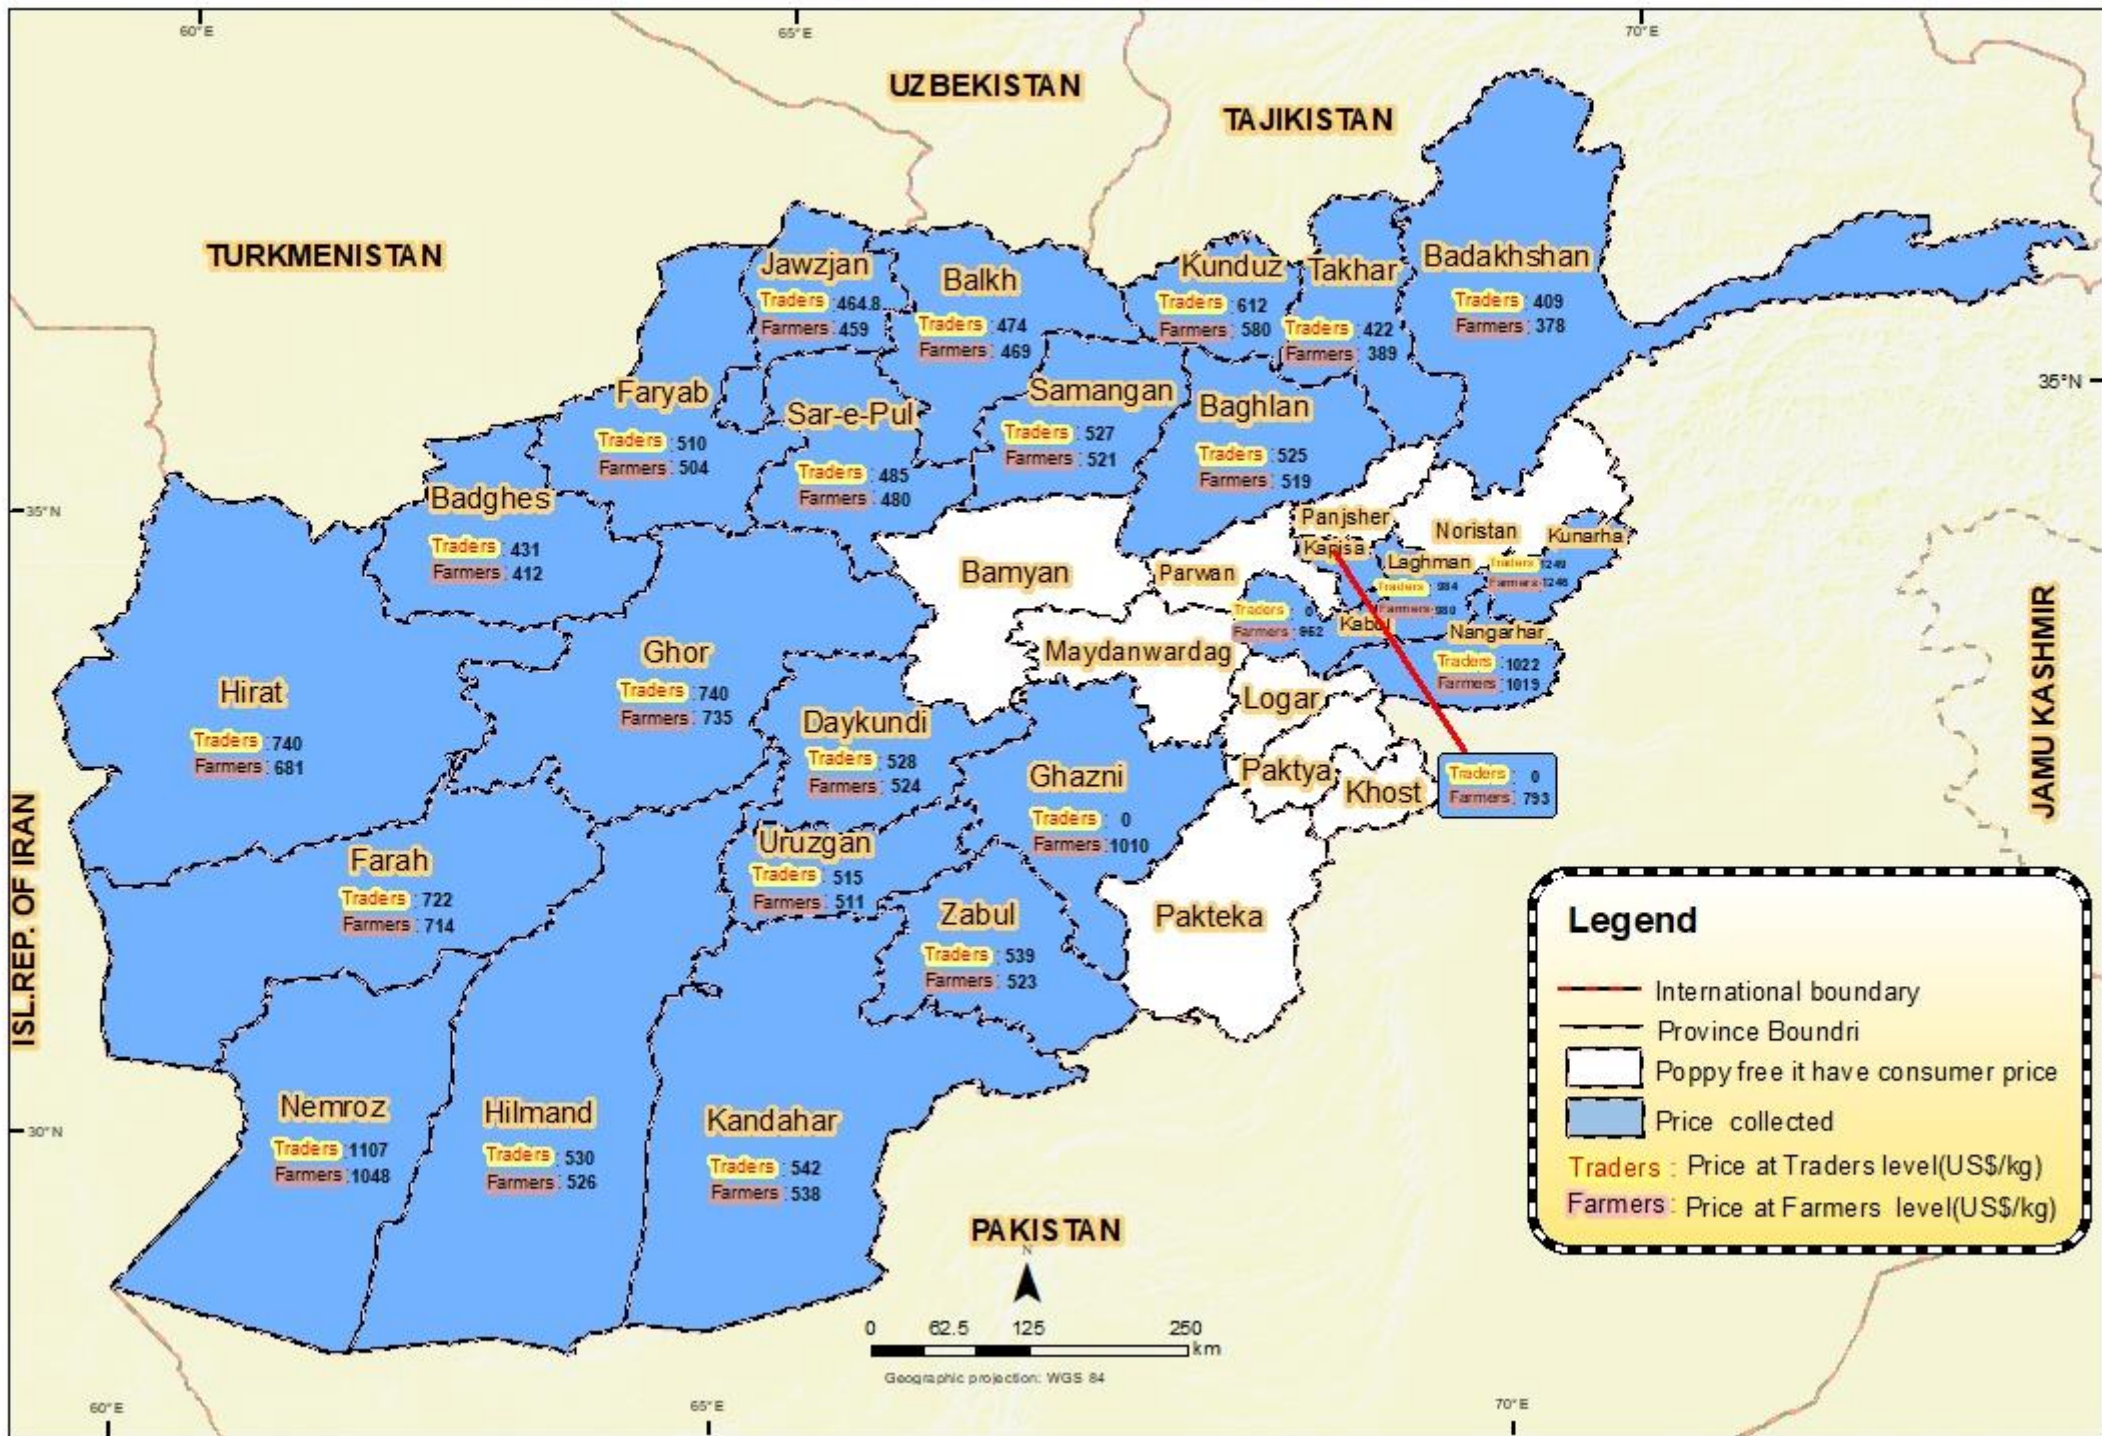 60°E
65°E
70°E
UZBEKISTAN
TAJIKISTAN
TURKMENISTAN
Jawzjan
Traders : 464.8
Farmers : 459
Balkh
Traders : 474
Farmers : 469
Kunduz
Traders : 612
Farmers : 580
Takhar
Traders : 422
Farmers : 389
Badakhshan
Traders : 409
Farmers : 378
35°N
Faryab
Traders : 510
Farmers : 504
Sar-e-Pul
Traders : 485
Farmers : 480
Samangan
Traders : 527
Farmers : 521
Baghlan
Traders : 525
Farmers : 519
35°N
Badghes
Traders : 431
Farmers : 412
Panjsher
Kapisa
Noristan
Kunarha
Traders : 1249
Farmers :
Laghman
Traders : 984
Farmers : 980
Bamyan
Parwan
Traders : 0
Farmers :
Kabul
Nangarhar
Traders : 1022
Farmers : 1019
Maydanwardag
Ghor
Traders : 740
Farmers : 735
Hirat
Traders : 740
Farmers : 681
Logar
Daykundi
Traders : 528
Farmers : 524
Ghazni
Traders : 0
Farmers : 1010
Paktya
Khost
Traders : 0
Farmers : 793
JAMU KASHMIR
ISL.REP. OF IRAN
Farah
Traders : 722
Farmers : 714
Uruzgan
Traders : 515
Farmers : 511
Zabul
Traders : 539
Farmers : 523
Pakteka
Nemroz
Traders : 1107
Farmers : 1048
Hilmand
Traders : 530
Farmers : 526
Kandahar
Traders : 542
Farmers : 538
30°N
PAKISTAN
N
0 62.5 125 250
km
Geographic projection: WGS 84
Legend
International boundary
Province Boundri
Poppy free it have consumer price
Price collected
Traders : Price at Traders level(US$/kg)
Farmers: Price at Farmers level(US$/kg)
60°E
65°E
70°E